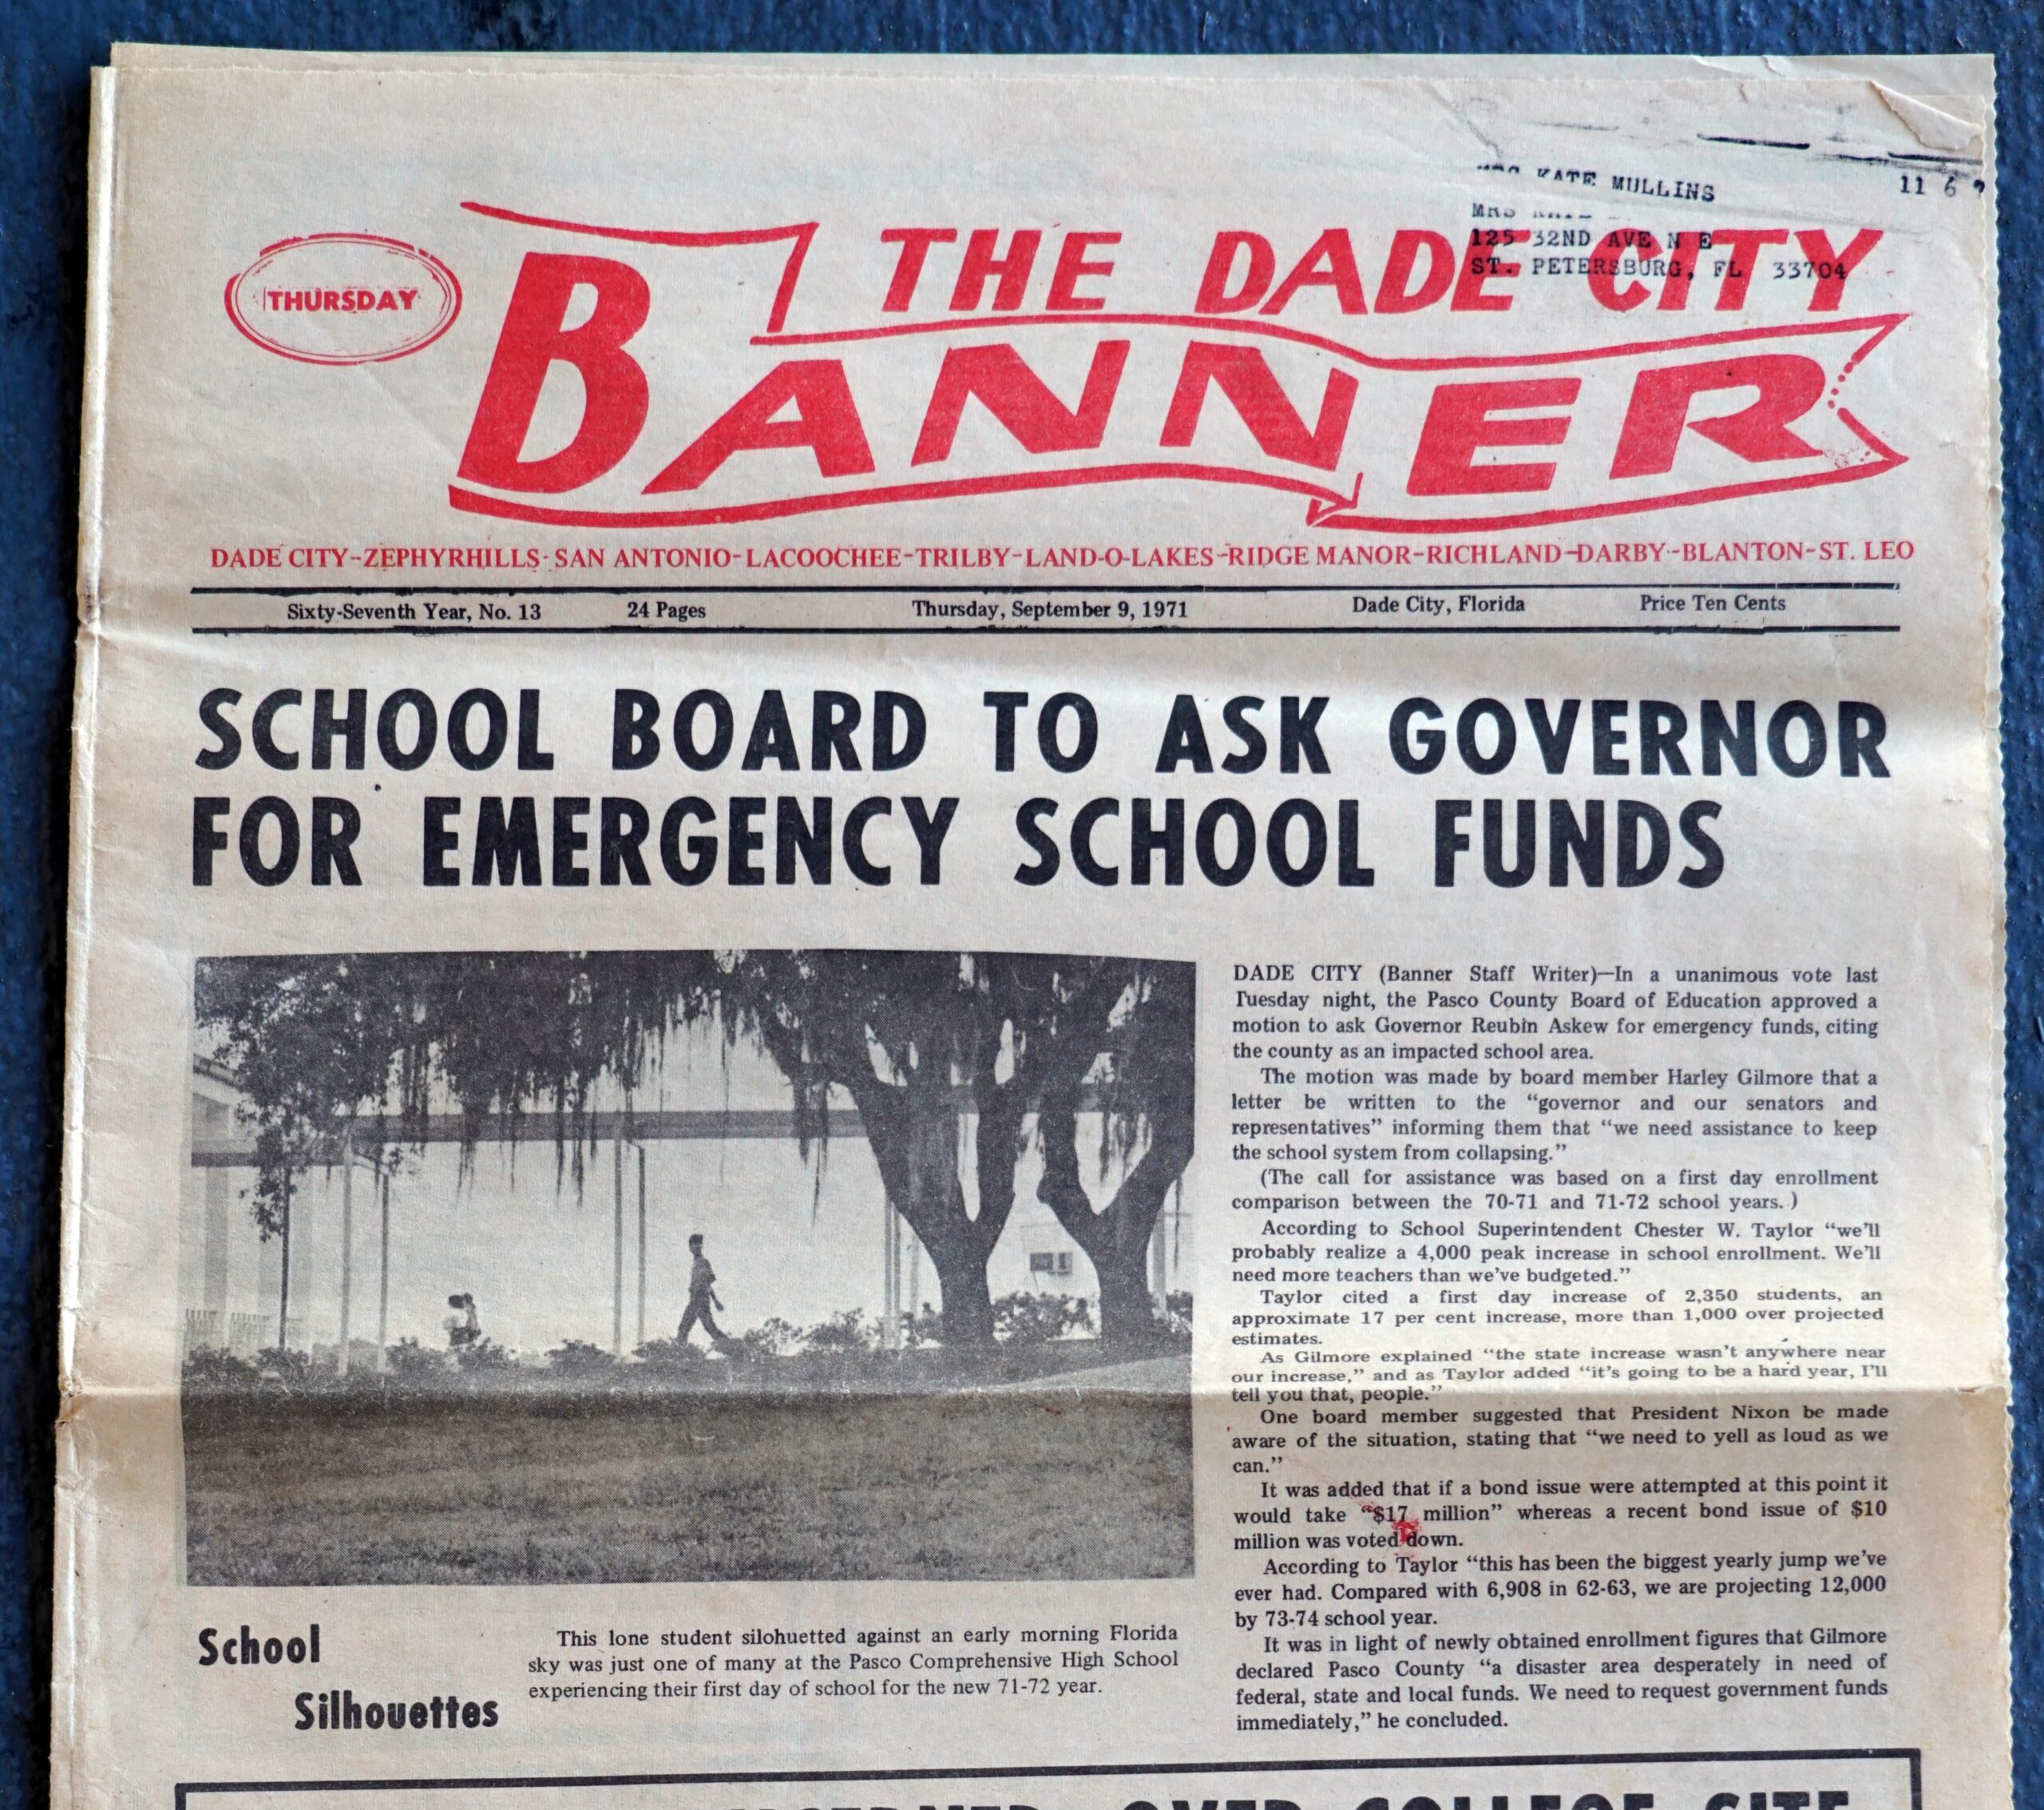 KATE MULLINS
11 6
MRS
125 32ND AVE N E
ST. PETERSBURG, FL 33704
THURSDAY
THE DADE CITY
BANNER
DADE CITY-ZEPHYRHILLS-SAN ANTONIO-LACOOCHEE-TRILBY-LAND-O-LAKES-RIDGE MANOR-RICHLAND-DARBY-BLANTON-ST. LEO
Sixty-Seventh Year, No. 13 24 Pages Thursday, September 9, 1971 Dade City, Florida Price Ten Cents
SCHOOL BOARD TO ASK GOVERNOR
FOR EMERGENCY SCHOOL FUNDS
DADE CITY (Banner Staff Writer)—In a unanimous vote last
Tuesday night, the Pasco County Board of Education approved a
motion to ask Governor Reubin Askew for emergency funds, citing
the county as an impacted school area.
The motion was made by board member Harley Gilmore that a
letter be written to the “governor and our senators and
representatives” informing them that “we need assistance to keep
the school system from collapsing.”
(The call for assistance was based on a first day enrollment
comparison between the 70-71 and 71-72 school years.)
According to School Superintendent Chester W. Taylor “we’ll
probably realize a 4,000 peak increase in school enrollment. We’ll
need more teachers than we’ve budgeted.”
Taylor cited a first day increase of 2,350 students, an
approximate 17 per cent increase, more than 1,000 over projected
estimates.
As Gilmore explained “the state increase wasn’t anywhere near
our increase,” and as Taylor added “it’s going to be a hard year, I’ll
tell you that, people.”
One board member suggested that President Nixon be made
aware of the situation, stating that “we need to yell as loud as we
can.”
It was added that if a bond issue were attempted at this point it
would take “$17 million” whereas a recent bond issue of $10
million was voted down.
According to Taylor “this has been the biggest yearly jump we’ve
ever had. Compared with 6,908 in 62-63, we are projecting 12,000
by 73-74 school year.
It was in light of newly obtained enrollment figures that Gilmore
declared Pasco County “a disaster area desperately in need of
federal, state and local funds. We need to request government funds
immediately,” he concluded.
School
Silhouettes
This lone student silohuetted against an early morning Florida
sky was just one of many at the Pasco Comprehensive High School
experiencing their first day of school for the new 71-72 year.
OVER COLLEGE SITE